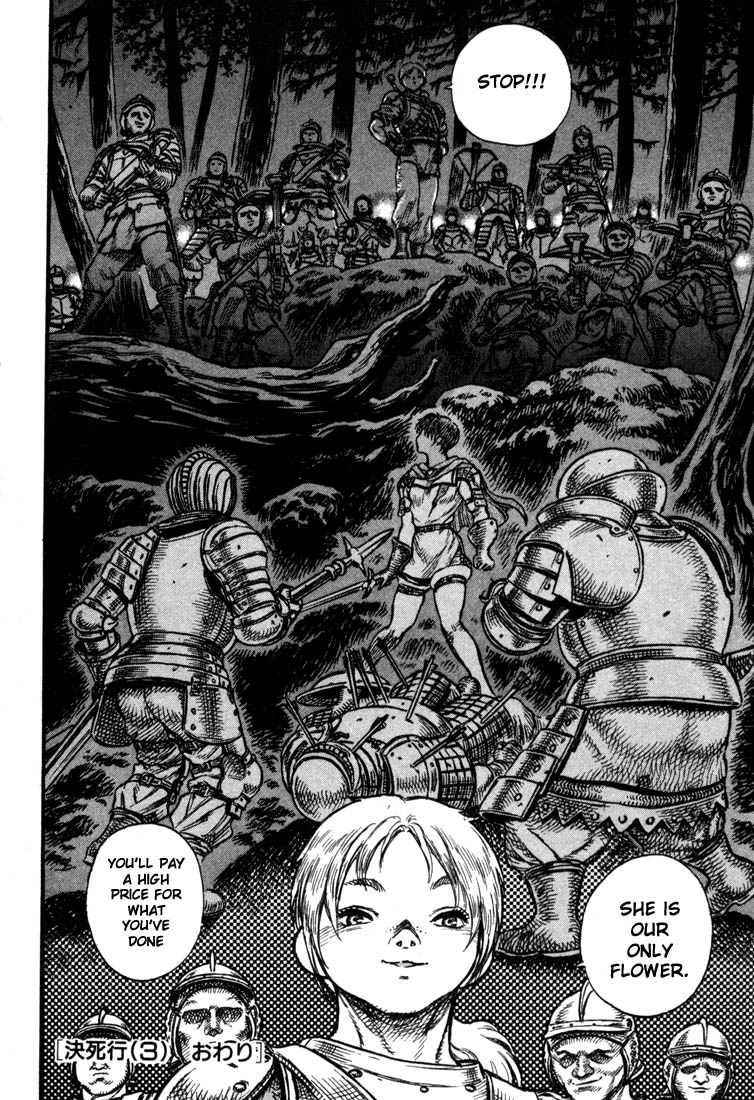 STOP!!!
SHE IS
OUR
ONLY
FLOWER.
YOU'LL PAY
A HIGH
PRICE FOR
WHAT
YOU'VE
DONE
[決死行(3) おわり]